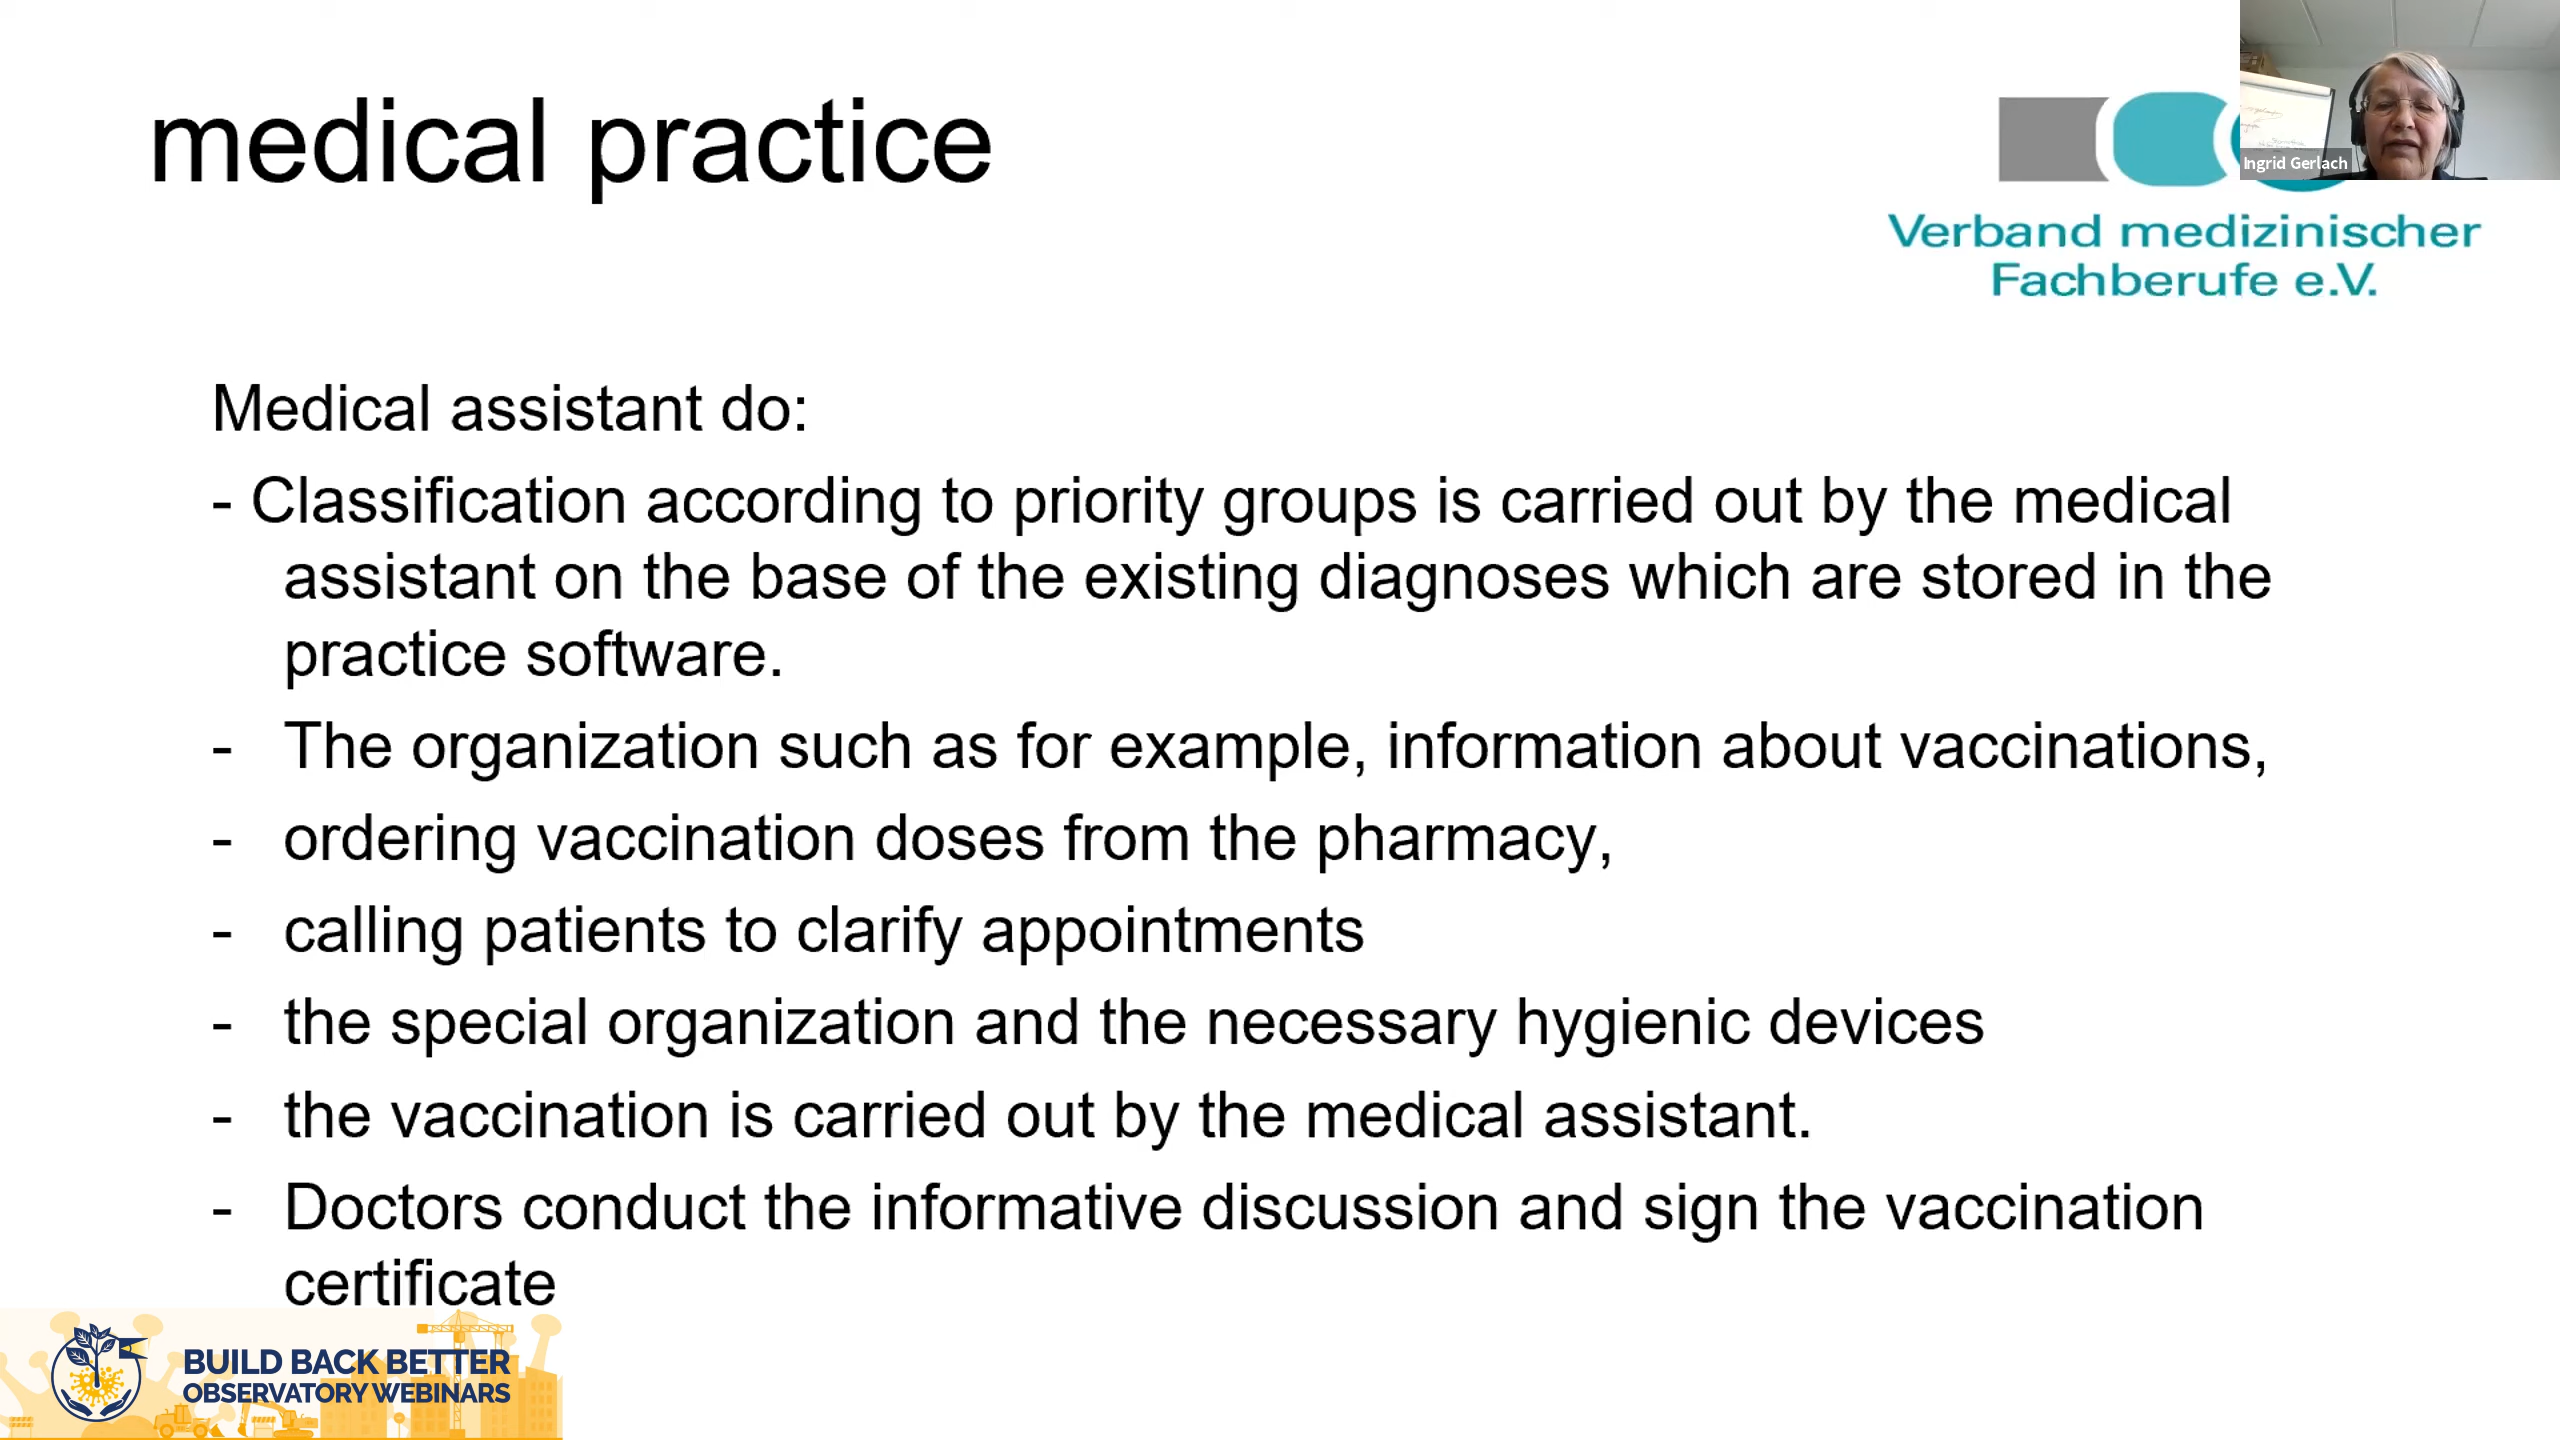 medical practice
Ingrid Gerlach
Verband medizinischer
Fachberufe e.V.
Medical assistant do:
- Classification according to priority groups is carried out by the medical
assistant on the base of the existing diagnoses which are stored in the
practice software.
- The organization such as for example, information about vaccinations,
- ordering vaccination doses from the pharmacy,
- calling patients to clarify appointments
- the special organization and the necessary hygienic devices
- the vaccination is carried out by the medical assistant.
- Doctors conduct the informative discussion and sign the vaccination
certificate
BUILD BACK BETTER
OBSERVATORY WEBINARS